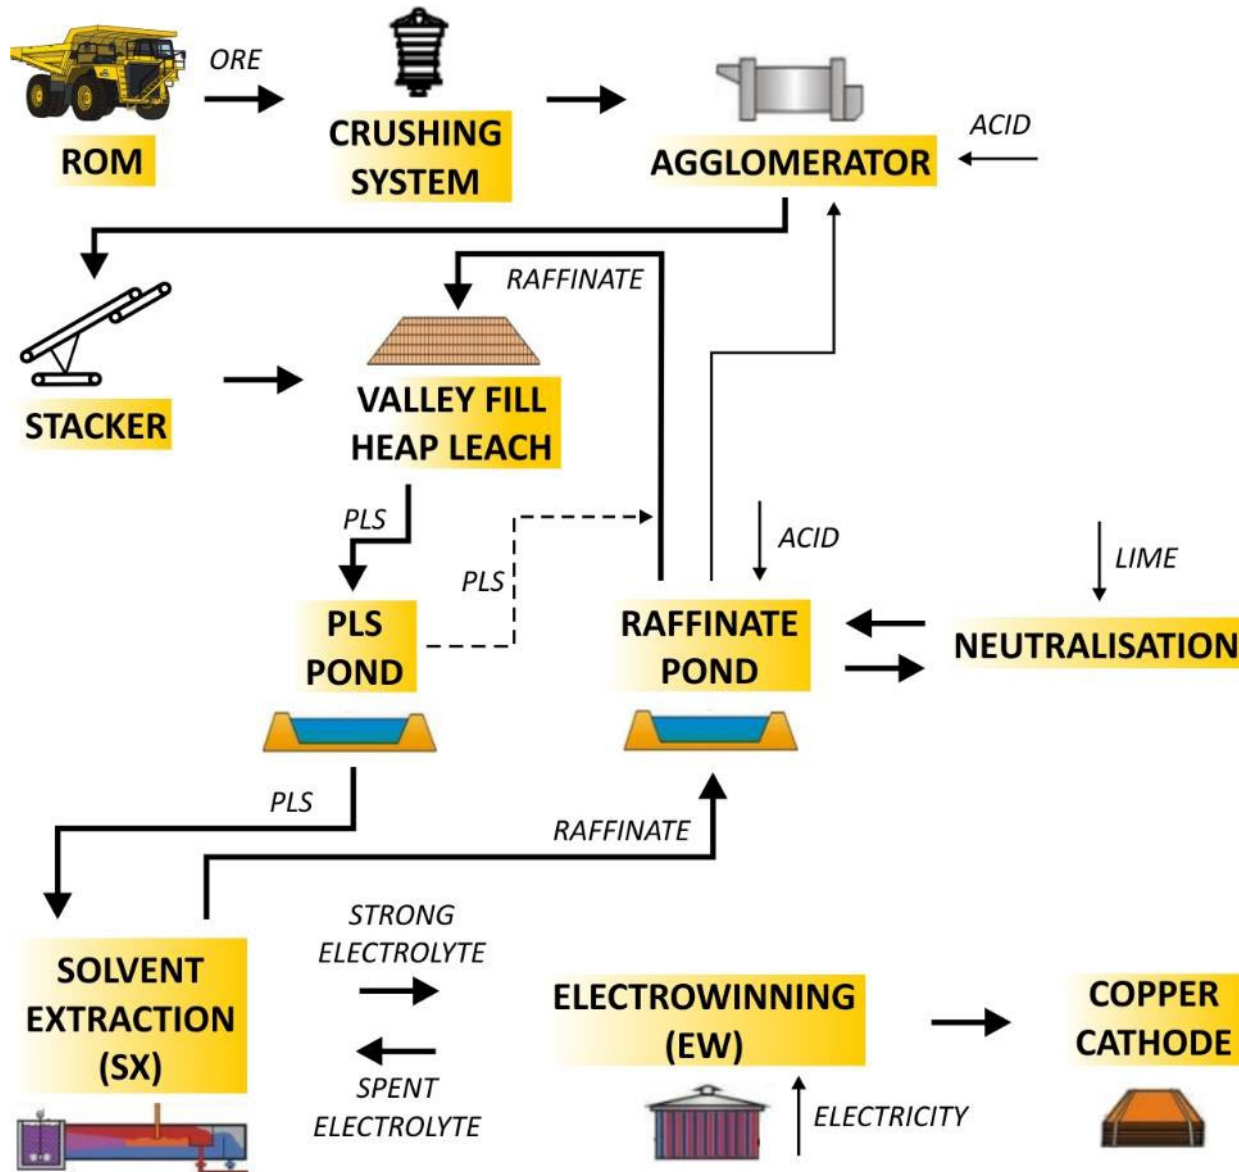 ORE
ROM
CRUSHING
SYSTEM
AGGLOMERATOR
ACID
RAFFINATE
STACKER
VALLEY FILL
HEAP LEACH
PLS
PLS
ACID
LIME
PLS
POND
RAFFINATE
POND
NEUTRALISATION
PLS
RAFFINATE
STRONG
ELECTROLYTE
SOLVENT
EXTRACTION
(SX)
SPENT
ELECTROLYTE
ELECTROWINNING
(EW)
ELECTRICITY
COPPER
CATHODE